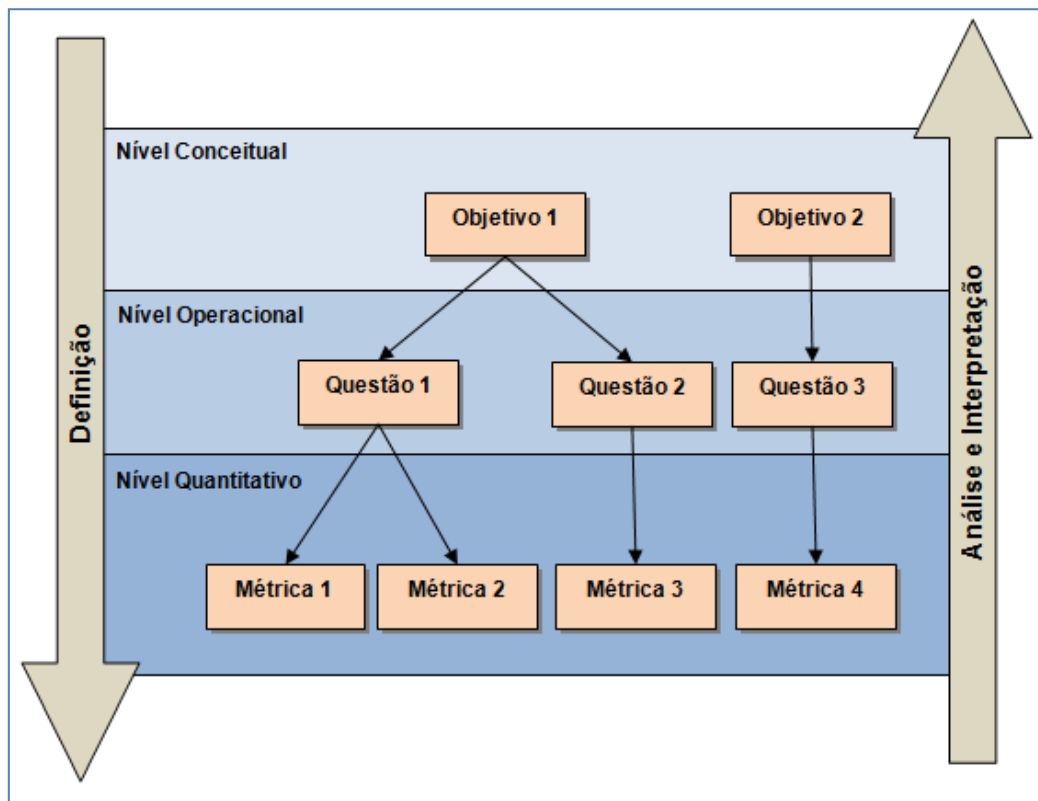 Definição
Análise e Interpretação
Nível Conceitual
Objetivo 1
Objetivo 2
Nível Operacional
Questão 1
Questão 2
Questão 3
Nível Quantitativo
Métrica 1
Métrica 2
Métrica 3
Métrica 4